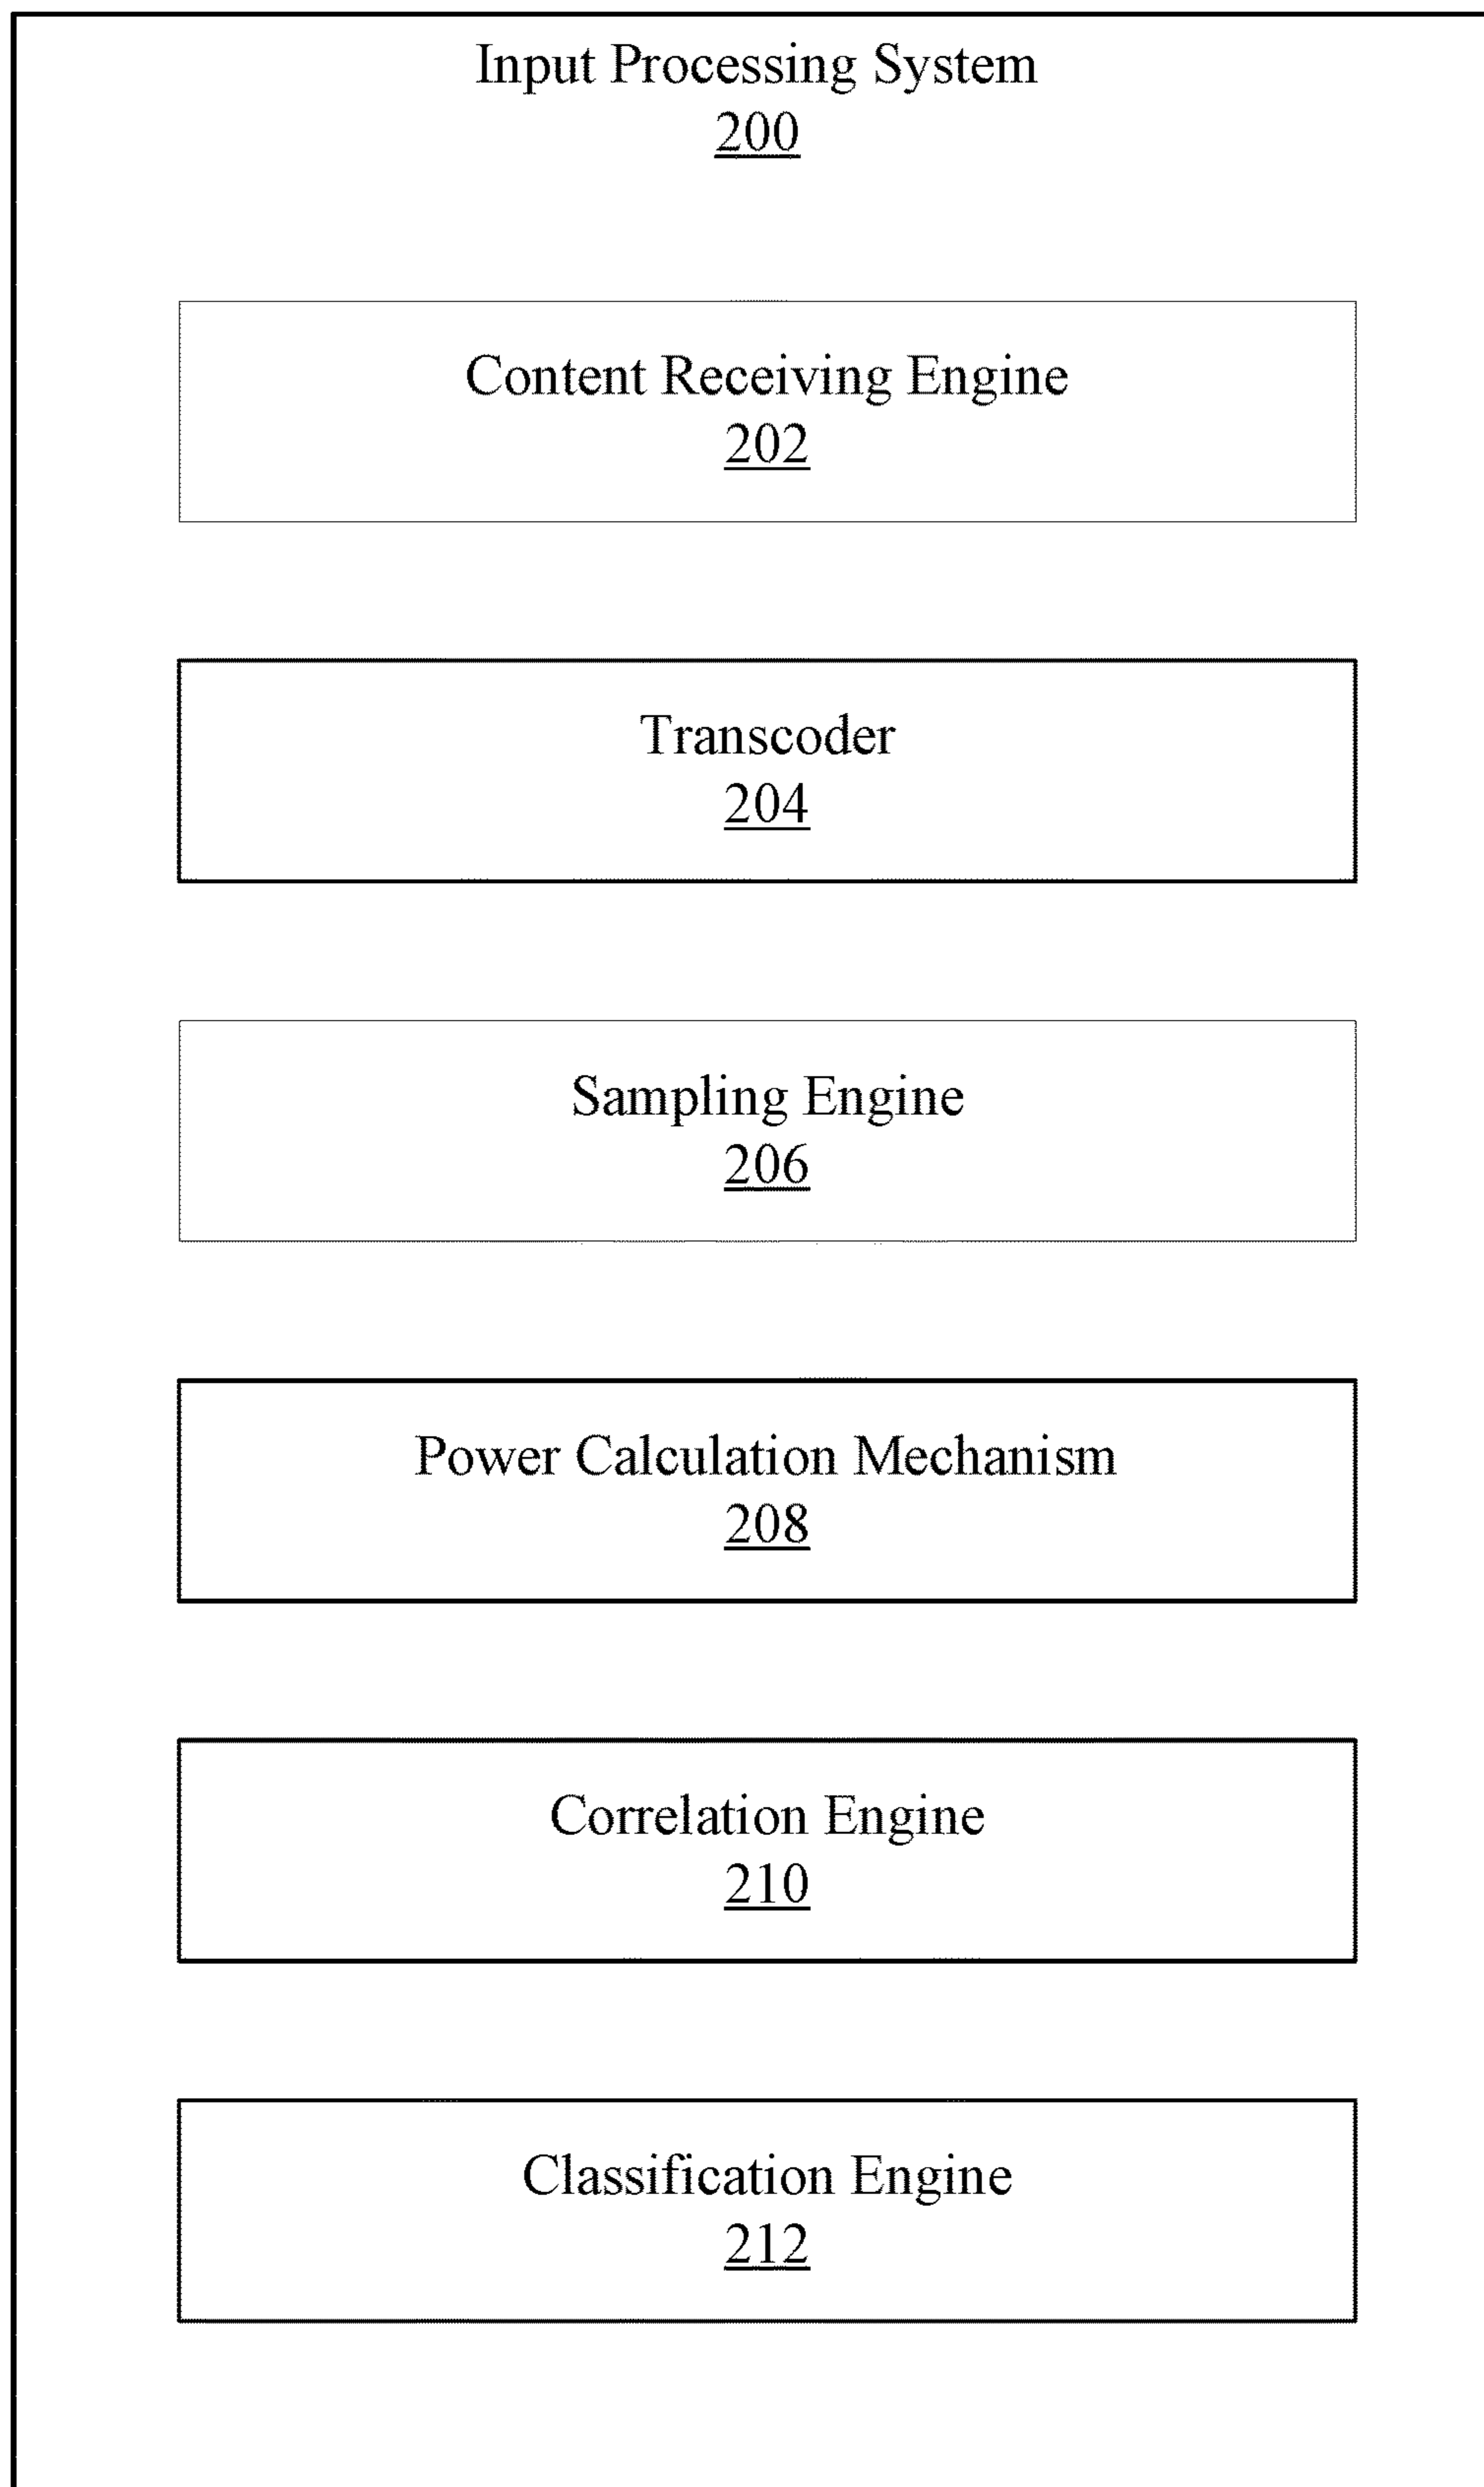 Input Processing System
200
Content Receiving Engine
202
Transcoder
204
Sampling Engine
206
Power Calculation Mechanism
208
Correlation Engine
210
Classification Engine
212